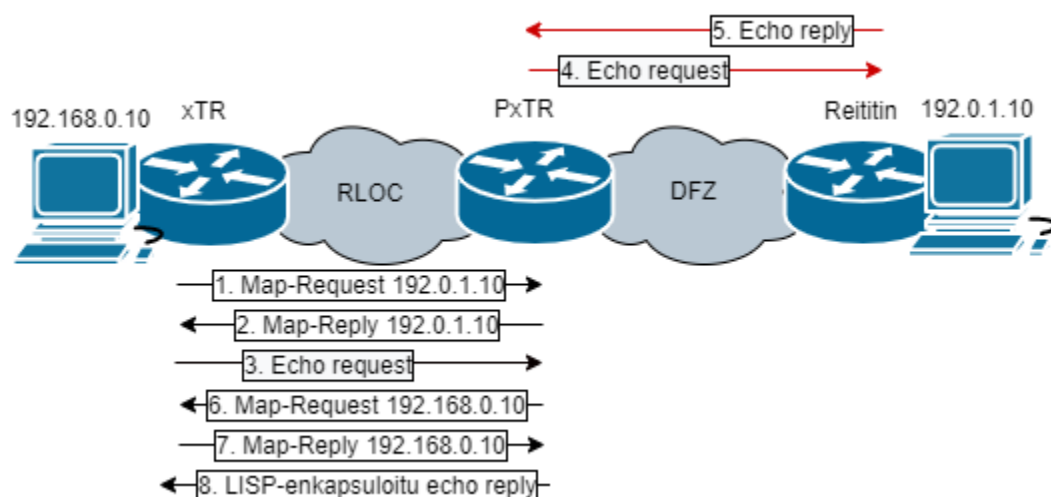 5. Echo reply
4. Echo request
192.168.0.10
xTR
PxTR
Reititin
192.0.1.10
RLOC
DFZ
1. Map-Request 192.0.1.10
2. Map-Reply 192.0.1.10
3. Echo request
6. Map-Request 192.168.0.10
7. Map-Reply 192.168.0.10
8. LISP-enkapsuloitu echo reply